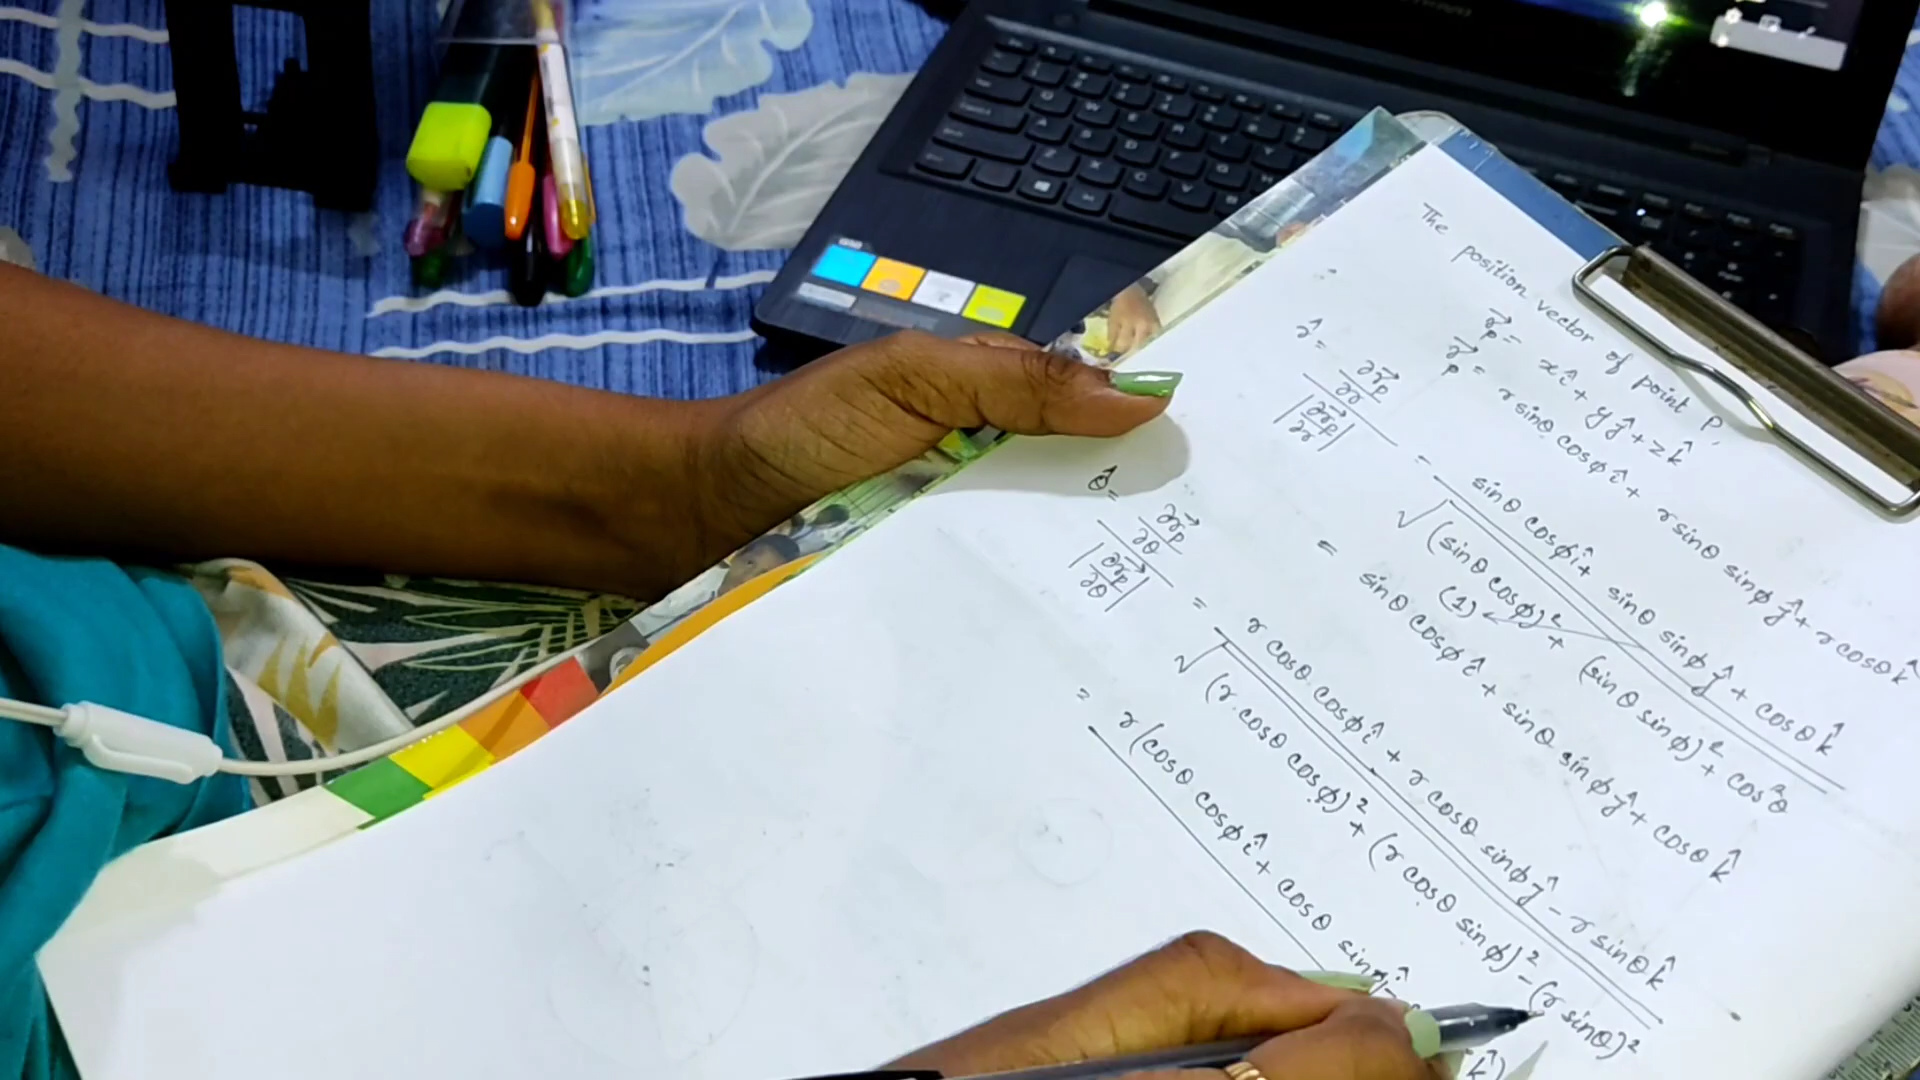 The position vector of point P,
r⃗p = xî + yĵ + zk̂
r⃗p = r sinθ cosϕ î + r sinθ sinϕ ĵ + r cosθ k̂
r̂ = ∂r⃗p/∂r / |∂r⃗p/∂r| = sinθ cosϕ î + sinθ sinϕ ĵ + cosθ k̂ / √(sinθ cosϕ)² + (sinθ sinϕ)² + cos²θ
(1)
= sinθ cosϕ î + sinθ sinϕ ĵ + cosθ k̂
θ̂ = ∂r⃗p/∂θ / |∂r⃗p/∂θ| = r cosθ cosϕ î + r cosθ sinϕ ĵ - r sinθ k̂ / √(r cosθ cosϕ)² + (r cosθ sinϕ)² - (r sinθ)²
= r(cosθ cosϕ î + cosθ sinϕ ĵ - k̂)